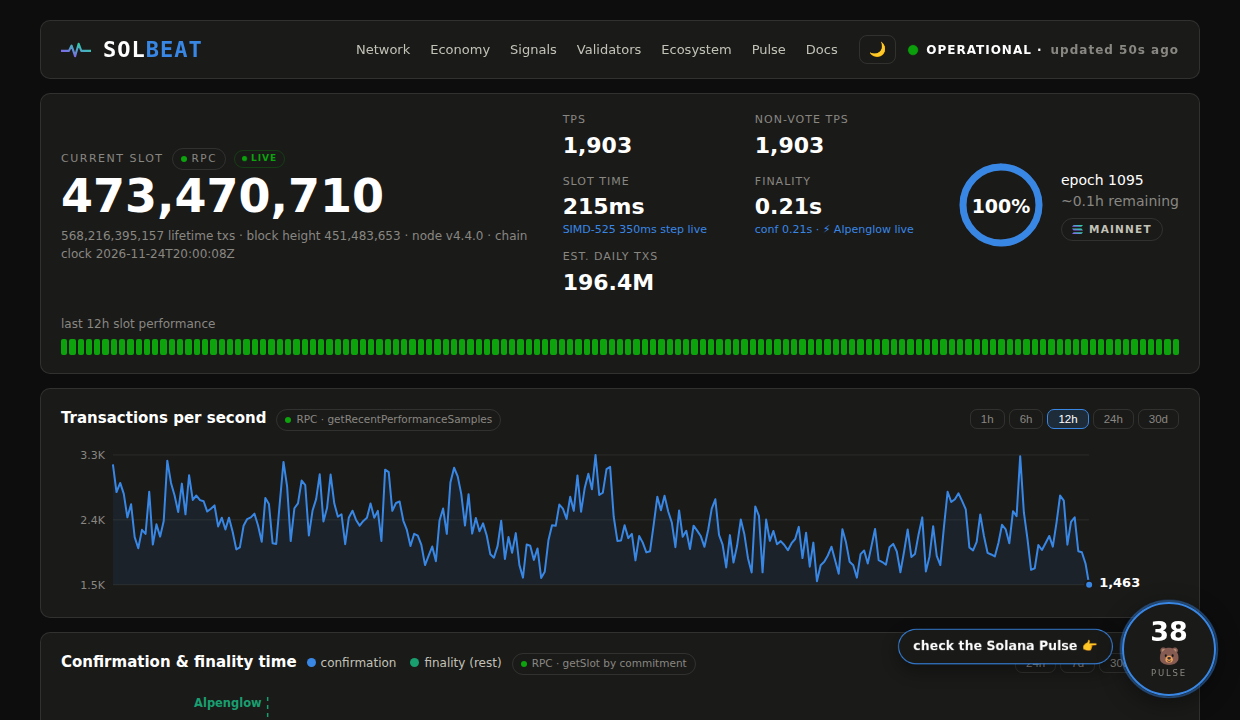 SOLBEAT
Network Economy Signals Validators Ecosystem Pulse Docs
OPERATIONAL · updated 50s ago
CURRENT SLOT RPC LIVE
473,470,710
568,216,395,157 lifetime txs · block height 451,483,653 · node v4.4.0 · chain
clock 2026-11-24T20:00:08Z
TPS
1,903
NON-VOTE TPS
1,903
SLOT TIME
215ms
SIMD-525 350ms step live
FINALITY
0.21s
conf 0.21s · ⚡ Alpenglow live
EST. DAILY TXS
196.4M
100%
epoch 1095
~0.1h remaining
MAINNET
last 12h slot performance
Transactions per second RPC · getRecentPerformanceSamples
1h 6h 12h 24h 30d
3.3K
2.4K
1.5K
1,463
Confirmation & finality time confirmation finality (rest) RPC · getSlot by commitment
check the Solana Pulse 👉
38
PULSE
Alpenglow